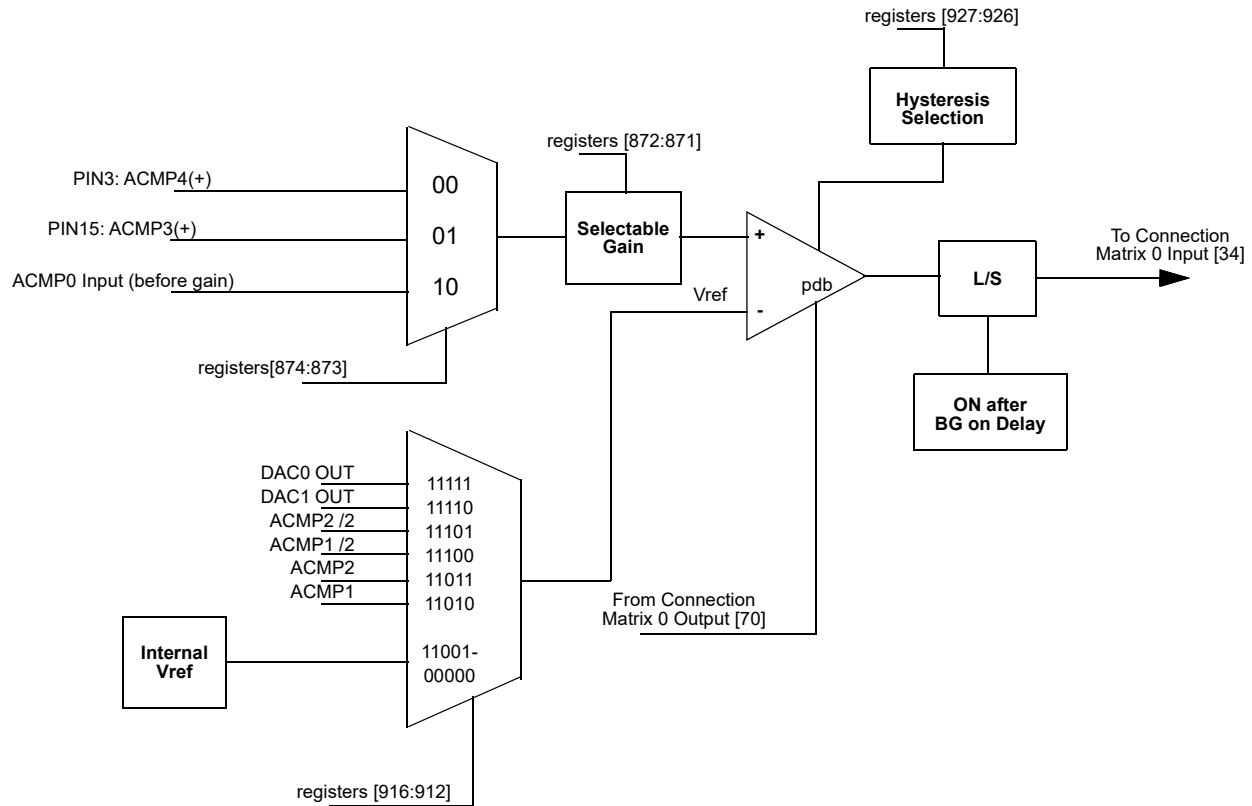 registers [927:926]
Hysteresis
Selection
registers [872:871]
PIN3: ACMP4(+)
00
PIN15: ACMP3(+)
01
Selectable
Gain
+
To Connection
Matrix 0 Input [34]
ACMP0 Input (before gain)
10
Vref
pdb
-
L/S
registers[874:873]
ON after
BG on Delay
DAC0 OUT
11111
DAC1 OUT
11110
ACMP2 /2
11101
ACMP1 /2
11100
ACMP2
11011
ACMP1
11010
From Connection
Matrix 0 Output [70]
Internal
Vref
11001-
00000
registers [916:912]